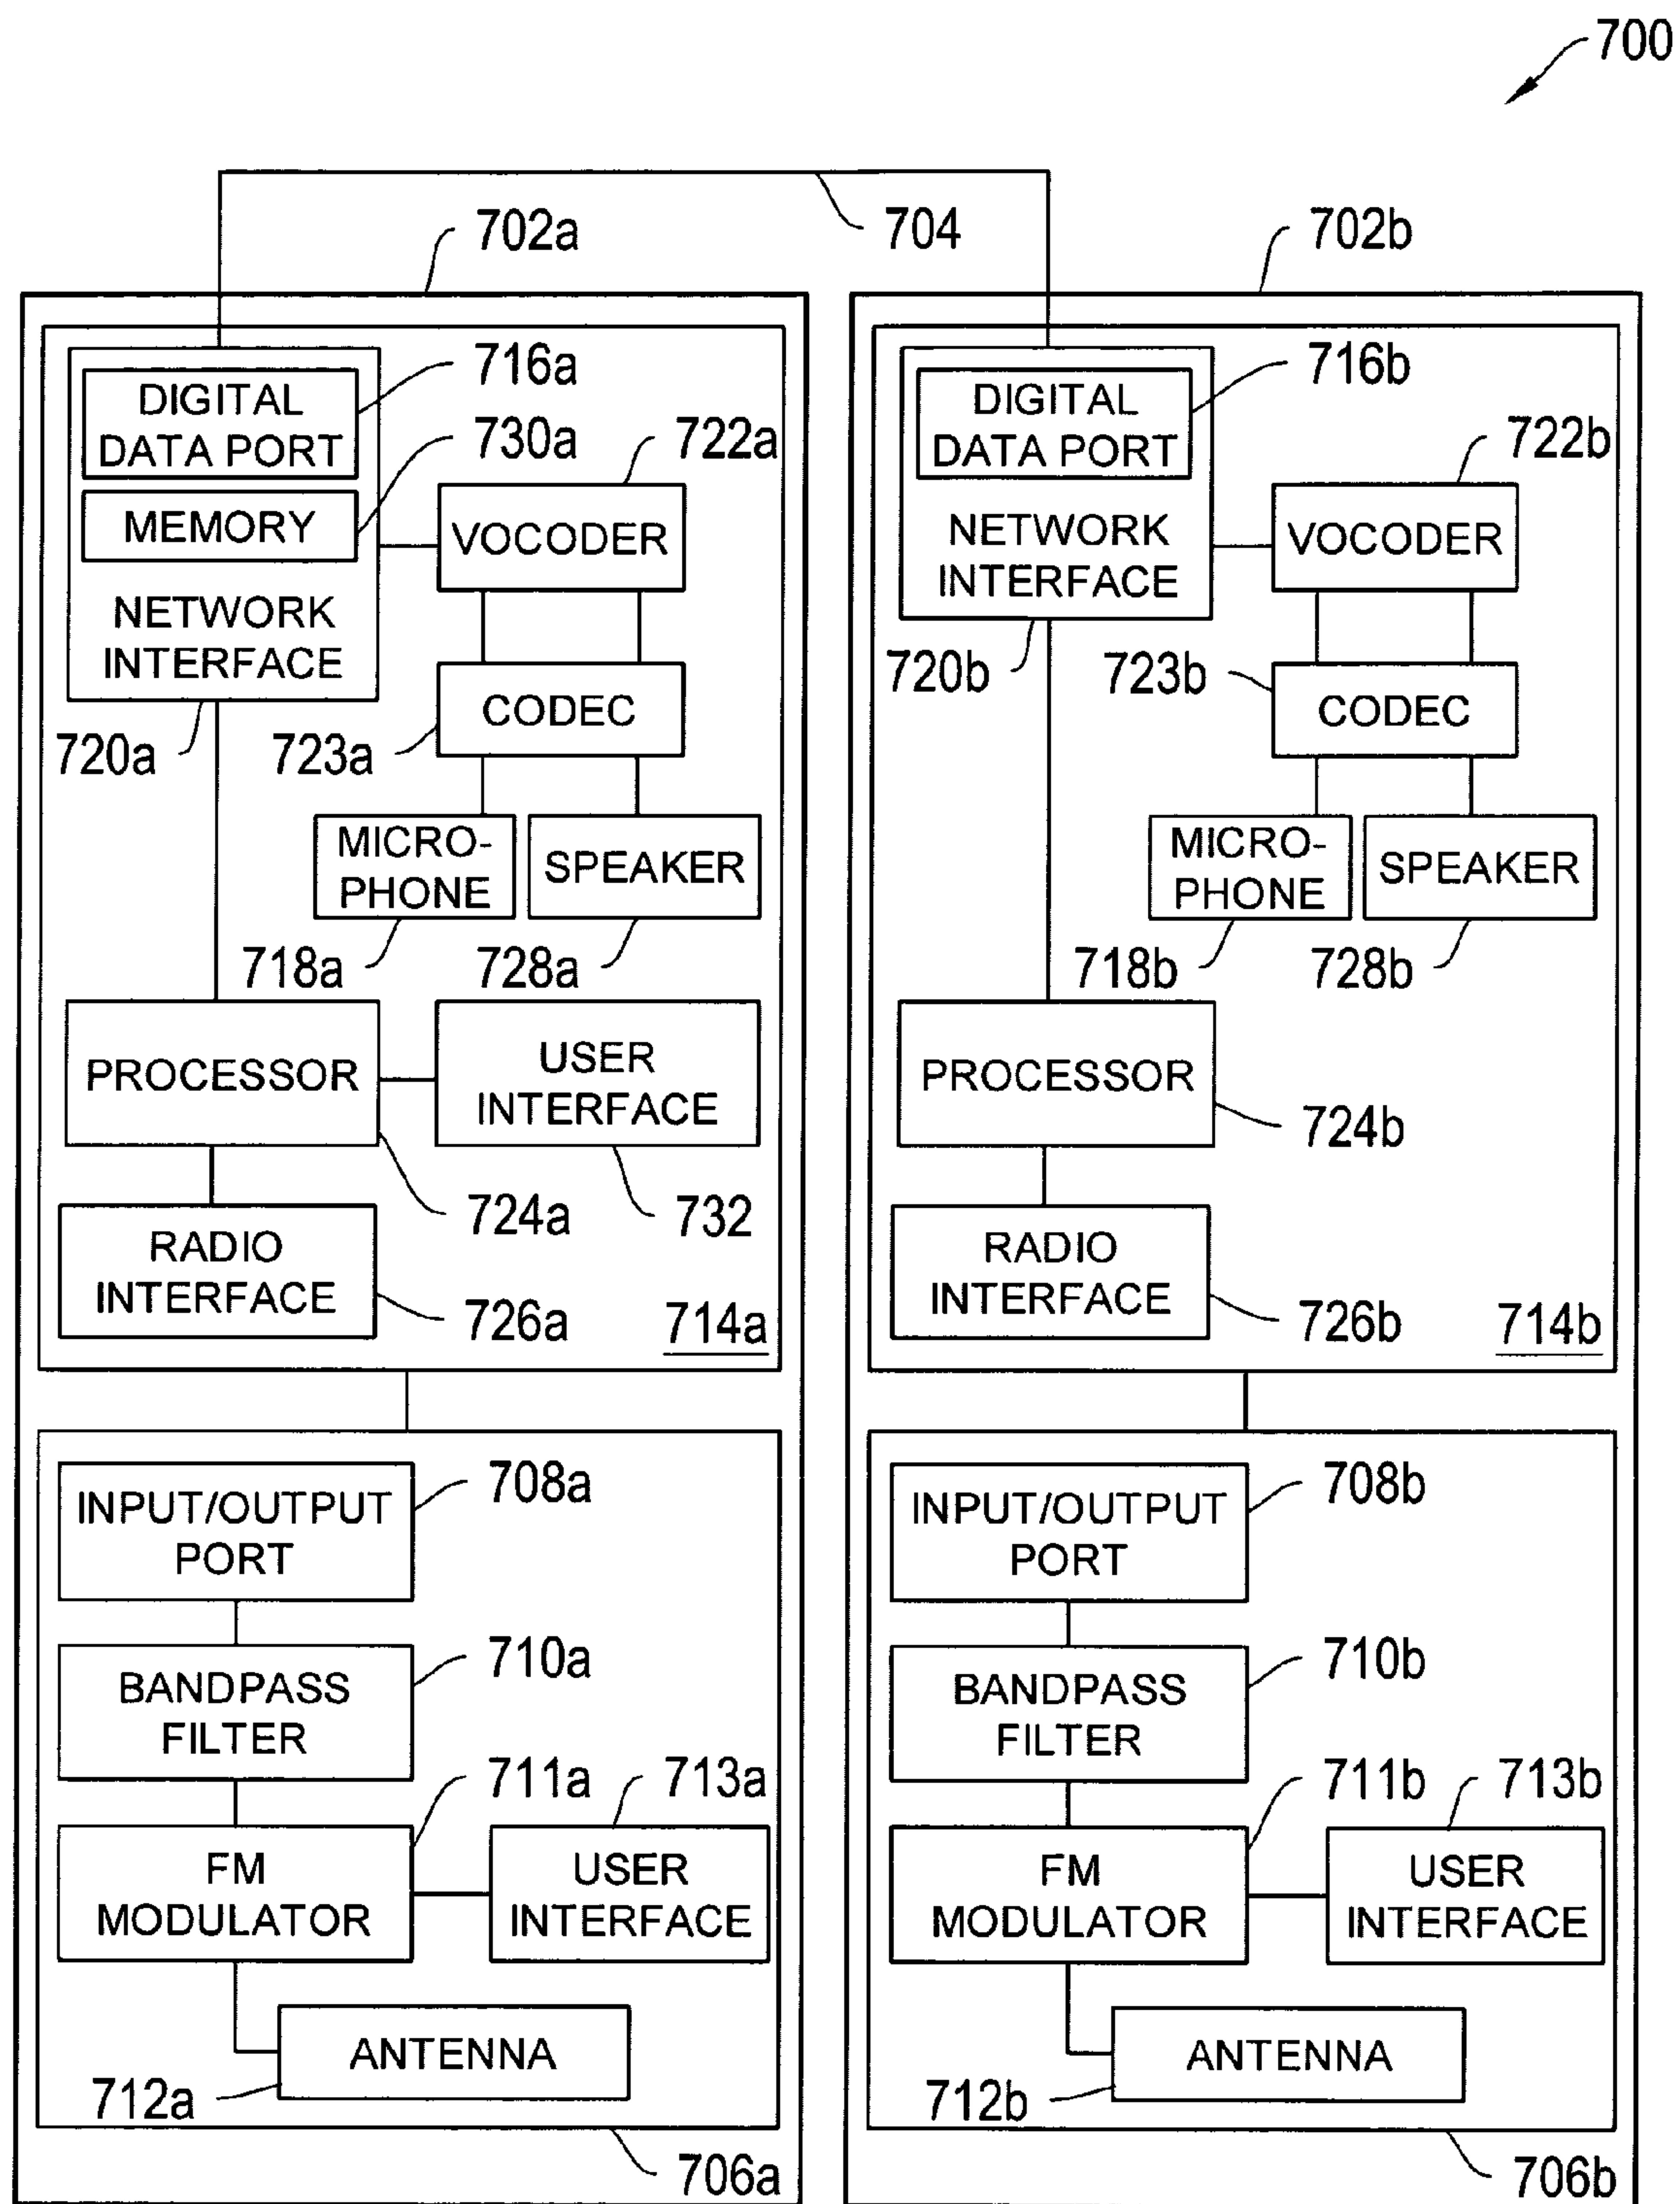 700
704
702a
702b
DIGITAL
DATA PORT
716a
730a
MEMORY
NETWORK
INTERFACE
720a
722a
VOCODER
CODEC
723a
MICRO-
PHONE
SPEAKER
718a
728a
PROCESSOR
USER
INTERFACE
724a
732
RADIO
INTERFACE
726a
714a
INPUT/OUTPUT
PORT
708a
BANDPASS
FILTER
710a
711a
713a
FM
MODULATOR
USER
INTERFACE
ANTENNA
712a
706a
DIGITAL
DATA PORT
716b
NETWORK
INTERFACE
720b
722b
VOCODER
723b
CODEC
MICRO-
PHONE
SPEAKER
718b
728b
PROCESSOR
724b
RADIO
INTERFACE
726b
714b
INPUT/OUTPUT
PORT
708b
BANDPASS
FILTER
710b
711b
713b
FM
MODULATOR
USER
INTERFACE
ANTENNA
712b
706b